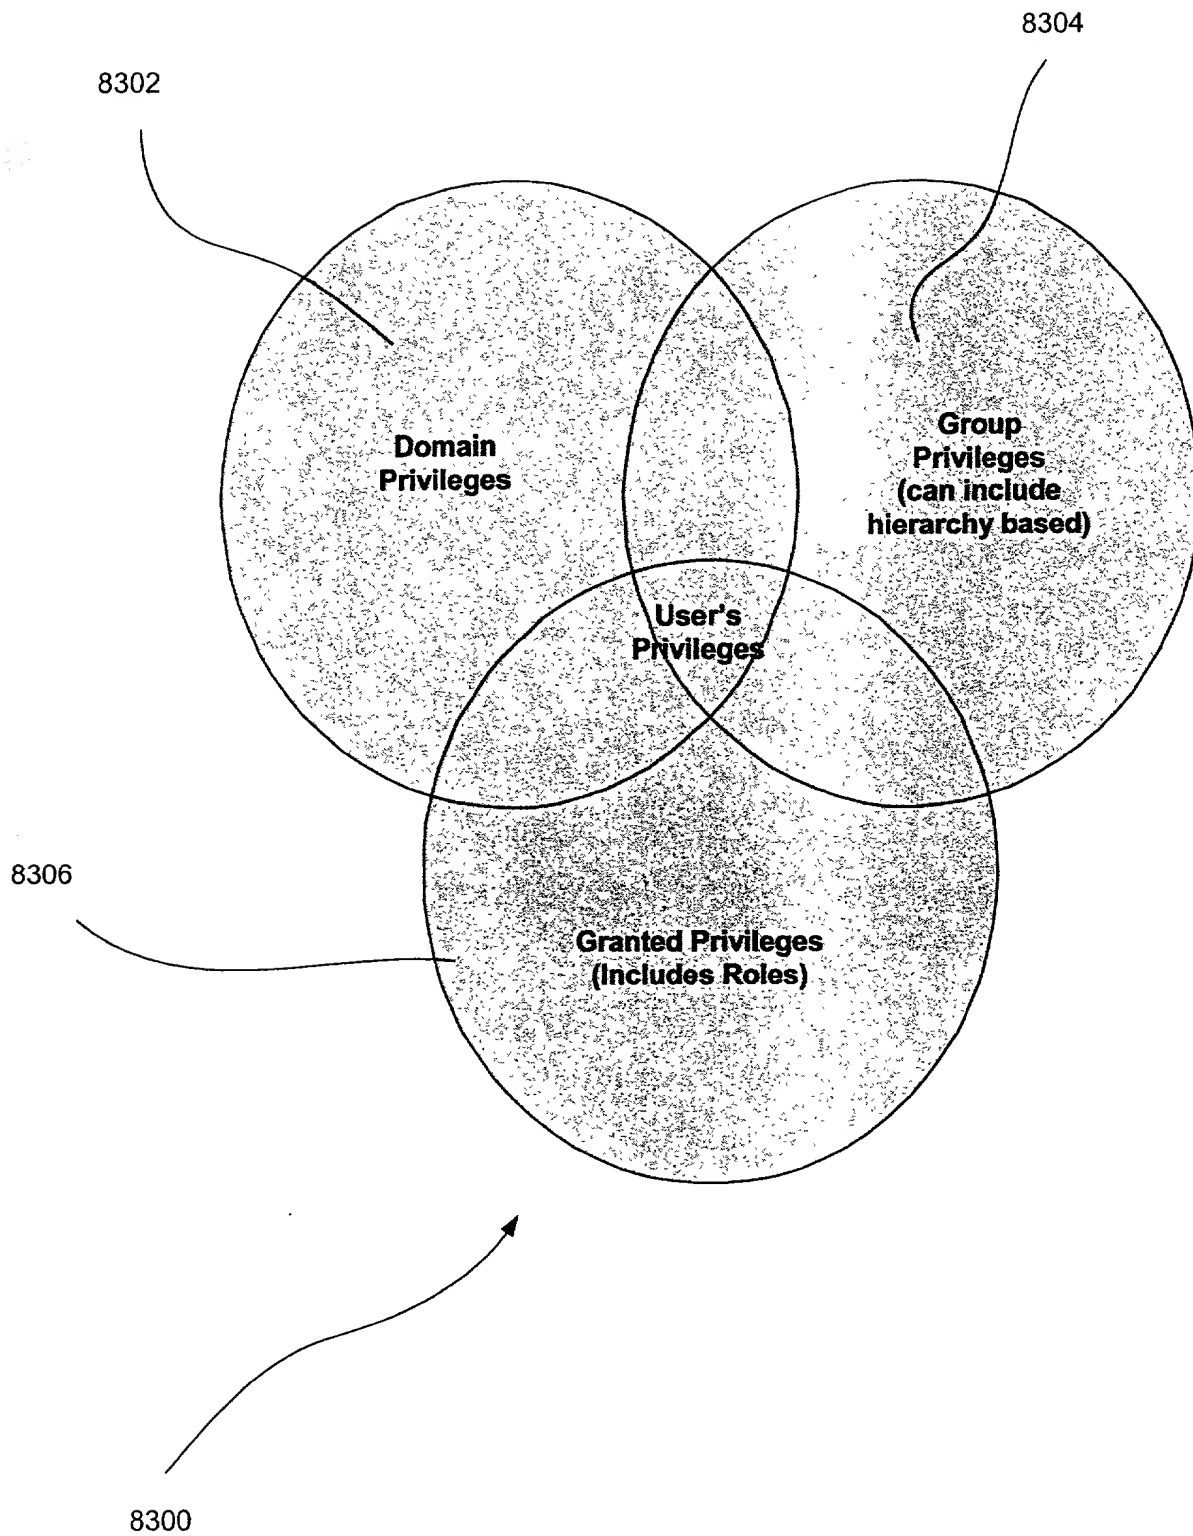 8304
8302
Domain
Privileges
Group
Privileges
(can include
hierarchy based)
User's
Privileges
8306
Granted Privileges
(Includes Roles)
8300